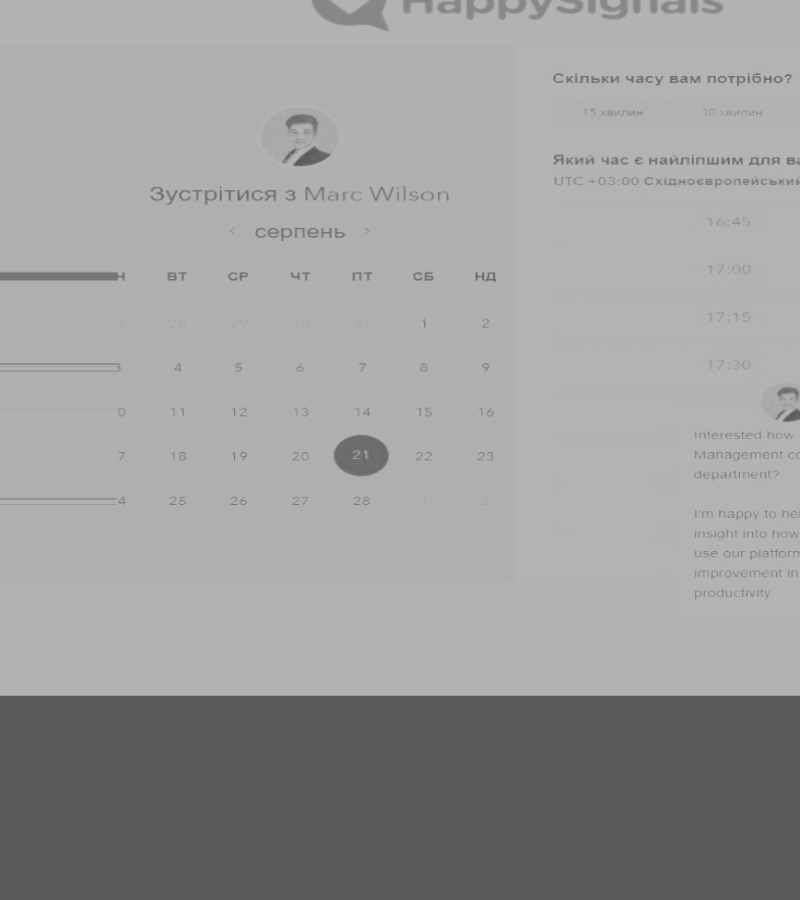 HappySignals
Зустрітися з Marc Wilson
< серпень >
Н ВТ СР ЧТ ПТ СБ НД
7 28 29 30 31 1 2
3 4 5 6 7 8 9
0 11 12 13 14 15 16
7 18 19 20 21 22 23
4 25 26 27 28 1 2
Скільки часу вам потрібно?
15 хвилин 30 хвилин
Який час є найліпшим для ва
UTC +03:00 Східноєвропейський
16:45
17:00
17:15
17:30
Interested how
Management co
department?
I'm happy to hel
insight into how
use our platform
improvement in
productivity